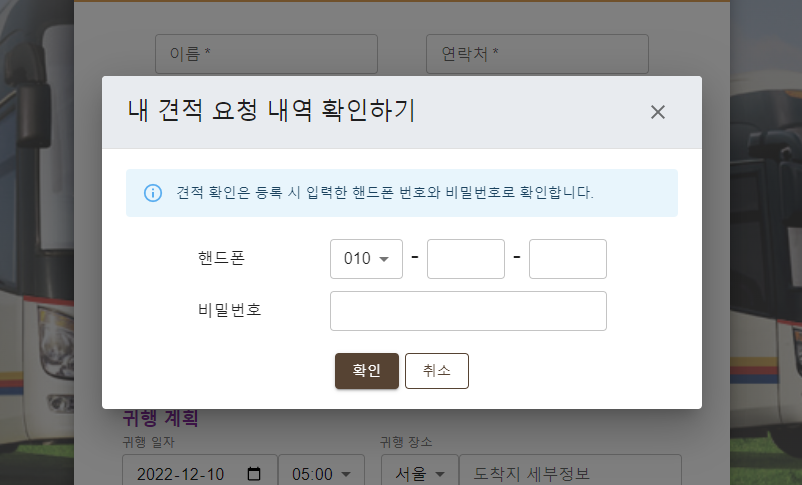 이름 *
연락처 *
내 견적 요청 내역 확인하기
견적 확인은 등록 시 입력한 핸드폰 번호와 비밀번호로 확인합니다.
핸드폰 010 - -
비밀번호
확인 취소
귀행 계획
귀행 일자 귀행 장소
2022-12-10 05:00 서울 도착지 세부정보